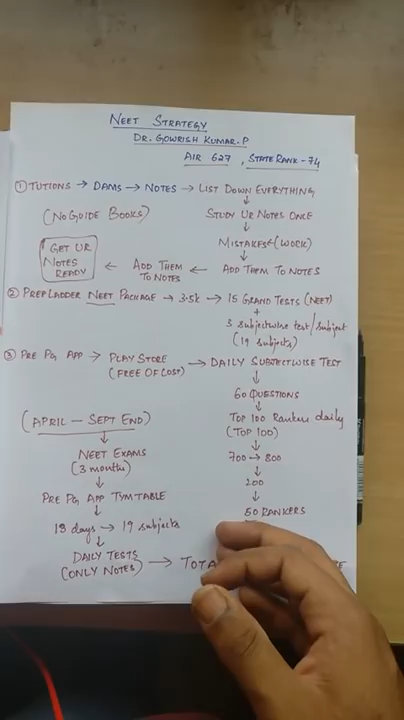 NEET STRATEGY
DR. GOWRISH KUMAR.P
AIR 627, STATE RANK - 74
① TUTIONS → DAMS → NOTES → LIST DOWN EVERYTHING
(NO GUIDE BOOKS)
STUDY UR NOTES ONCE
MISTAKES (WORK)
GET UR NOTES READY ← ADD THEM TO NOTES ← ADD THEM TO NOTES
② PREPLADDER NEET PACKAGE → 3.5K → 15 GRAND TESTS (NEET)
+
3 subjectwise test/subject
(19 subjects)
③ PRE PG APP → PLAY STORE → DAILY SUBJECTWISE TEST
(FREE OF COST)
60 QUESTIONS
TOP 100 Rankers daily
(TOP 100)
700 → 800
200
50 RANKERS
(APRIL - SEPT END)
NEET EXAMS
(3 months)
PRE PG APP TYMTABLE
18 days → 19 subjects
DAILY TESTS
(ONLY NOTES) →